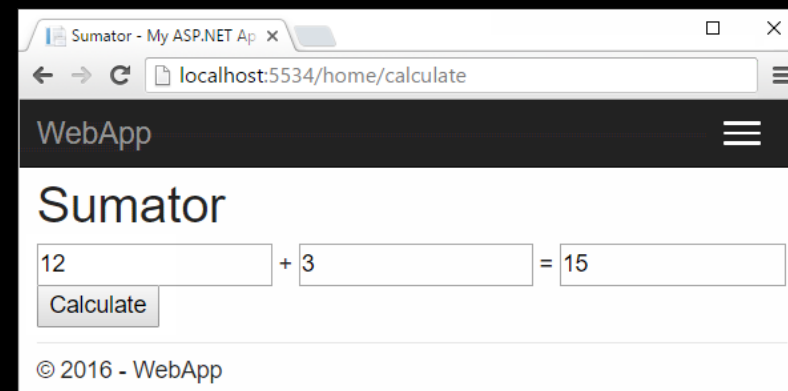 Sumator - My ASP.NET Ap
localhost:5534/home/calculate
WebApp
Sumator
12 + 3 = 15
Calculate
© 2016 - WebApp